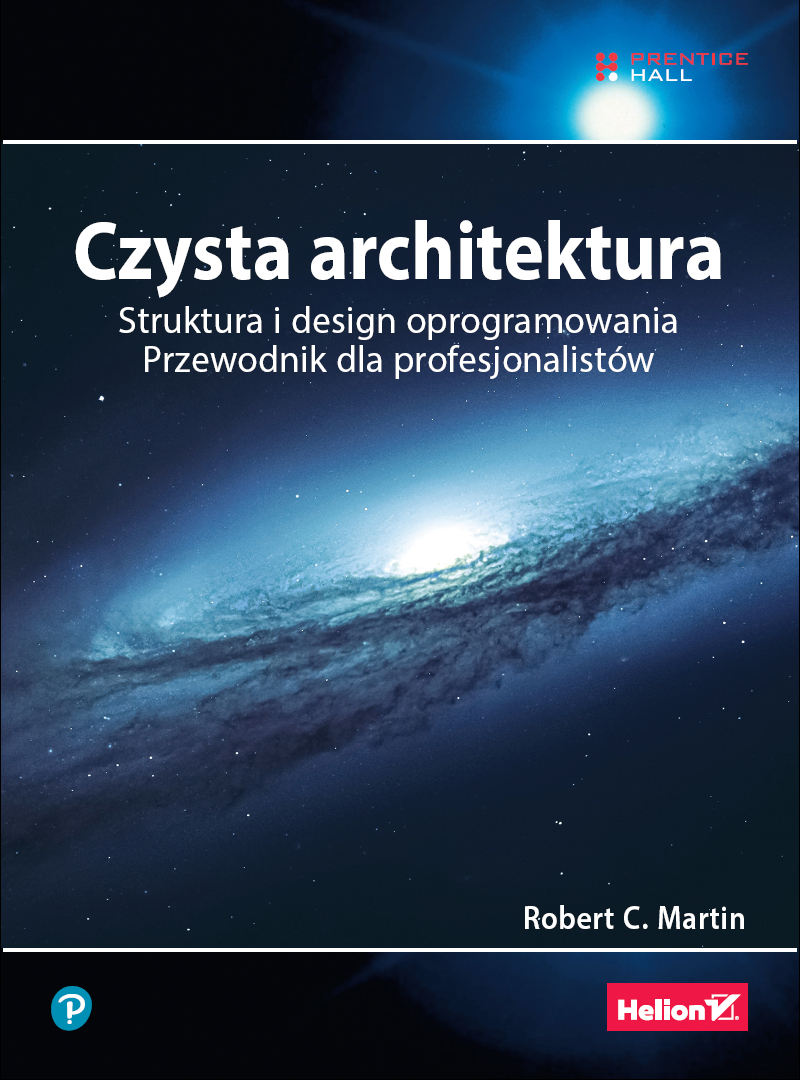 PRENTICE
HALL
Czysta architektura
Struktura i design oprogramowania
Przewodnik dla profesjonalistów
Robert C. Martin
P
Helion